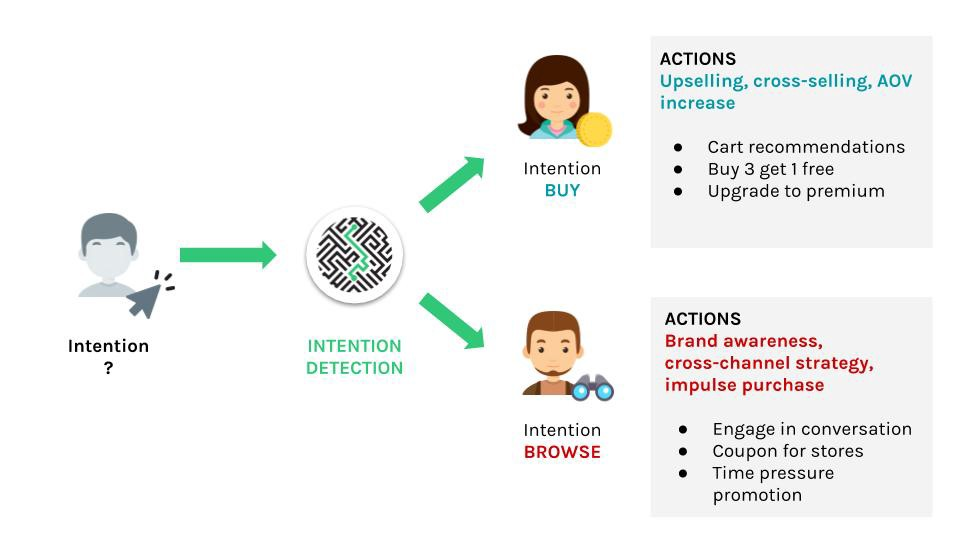 Intention
?
INTENTION
DETECTION
Intention
BUY
ACTIONS
Upselling, cross-selling, AOV
increase
● Cart recommendations
● Buy 3 get 1 free
● Upgrade to premium
Intention
BROWSE
ACTIONS
Brand awareness,
cross-channel strategy,
impulse purchase
● Engage in conversation
● Coupon for stores
● Time pressure
promotion